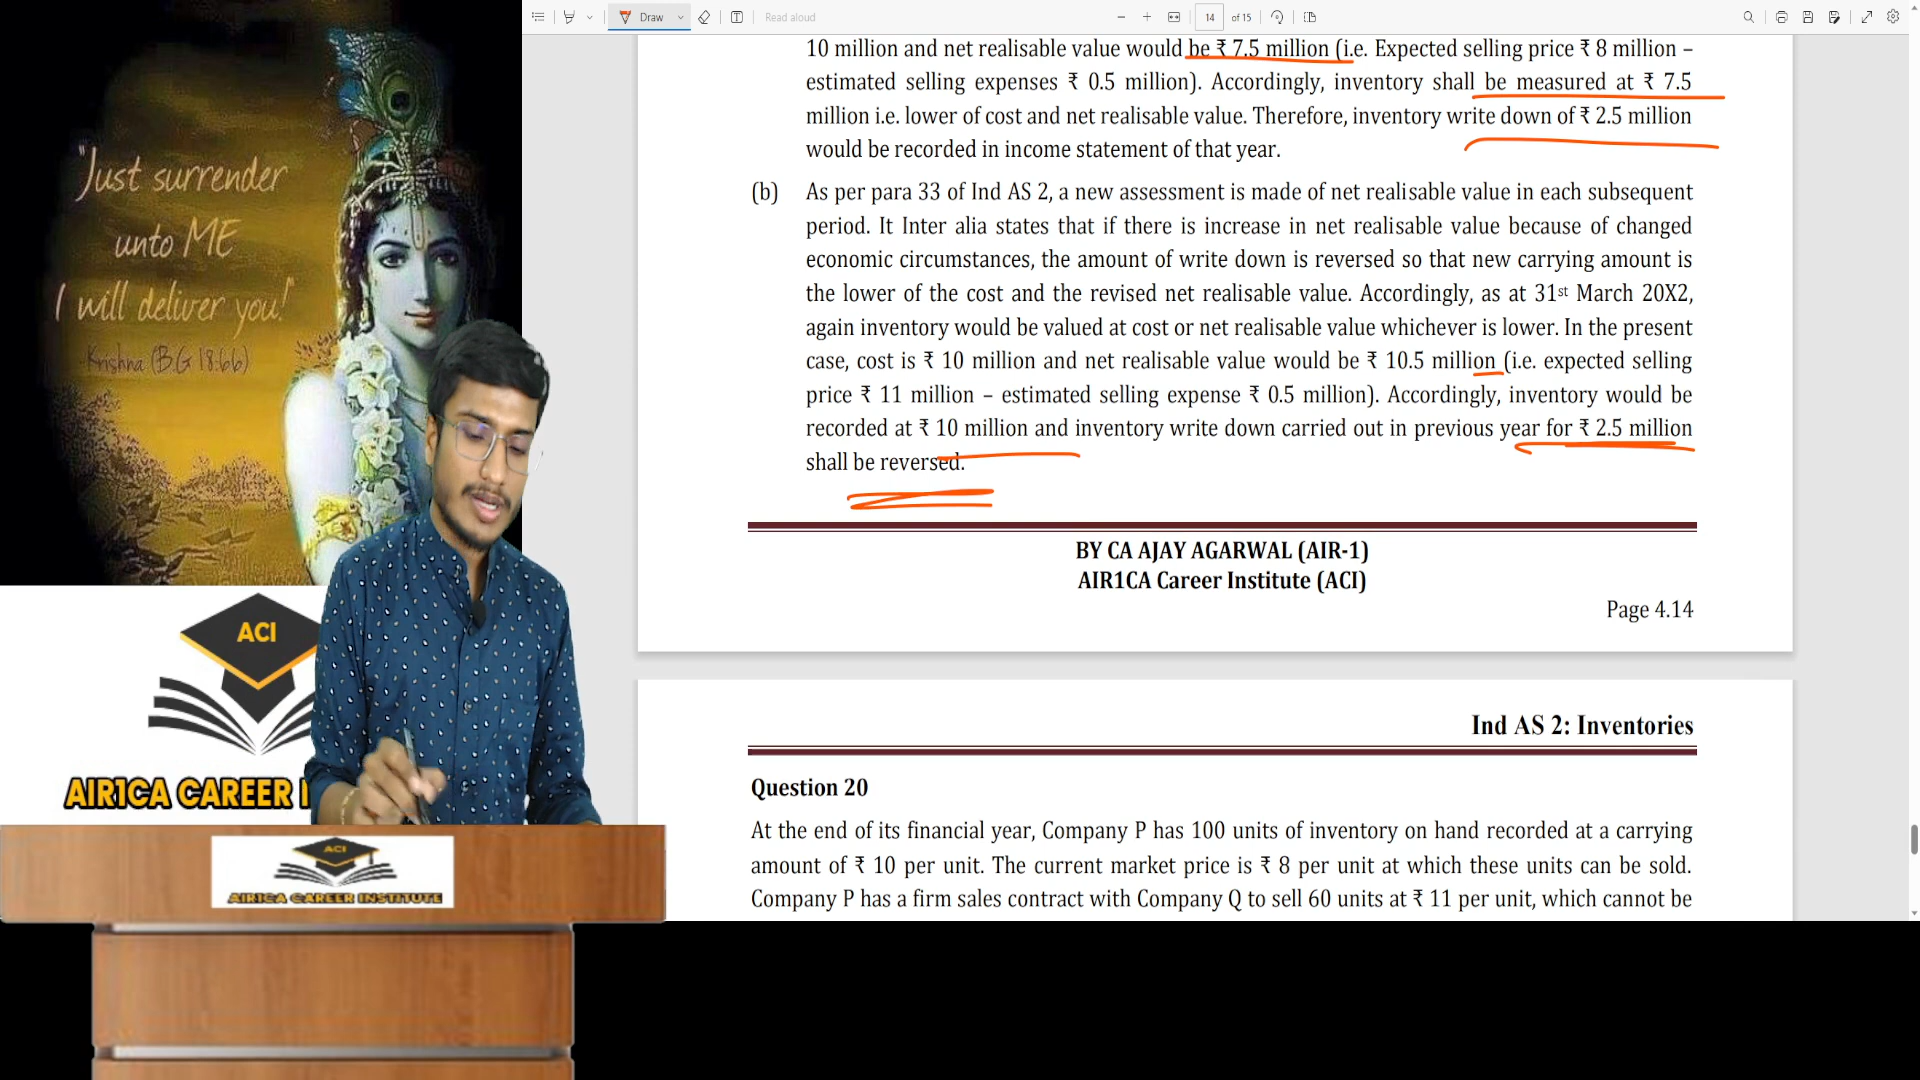 "Just surrender
unto ME
I will deliver you!"
Krishna (B.G 18.66)
ACI
AIR1CA CAREER I
ACI
AIR1CA CAREER INSTITUTE
Draw
Read aloud
14
of 15
10 million and net realisable value would be ₹ 7.5 million (i.e. Expected selling price ₹ 8 million –
estimated selling expenses ₹ 0.5 million). Accordingly, inventory shall be measured at ₹ 7.5
million i.e. lower of cost and net realisable value. Therefore, inventory write down of ₹ 2.5 million
would be recorded in income statement of that year.
(b) As per para 33 of Ind AS 2, a new assessment is made of net realisable value in each subsequent
period. It Inter alia states that if there is increase in net realisable value because of changed
economic circumstances, the amount of write down is reversed so that new carrying amount is
the lower of the cost and the revised net realisable value. Accordingly, as at 31st March 20X2,
again inventory would be valued at cost or net realisable value whichever is lower. In the present
case, cost is ₹ 10 million and net realisable value would be ₹ 10.5 million (i.e. expected selling
price ₹ 11 million – estimated selling expense ₹ 0.5 million). Accordingly, inventory would be
recorded at ₹ 10 million and inventory write down carried out in previous year for ₹ 2.5 million
shall be reversed.
BY CA AJAY AGARWAL (AIR-1)
AIR1CA Career Institute (ACI)
Page 4.14
Ind AS 2: Inventories
Question 20
At the end of its financial year, Company P has 100 units of inventory on hand recorded at a carrying
amount of ₹ 10 per unit. The current market price is ₹ 8 per unit at which these units can be sold.
Company P has a firm sales contract with Company Q to sell 60 units at ₹ 11 per unit, which cannot be